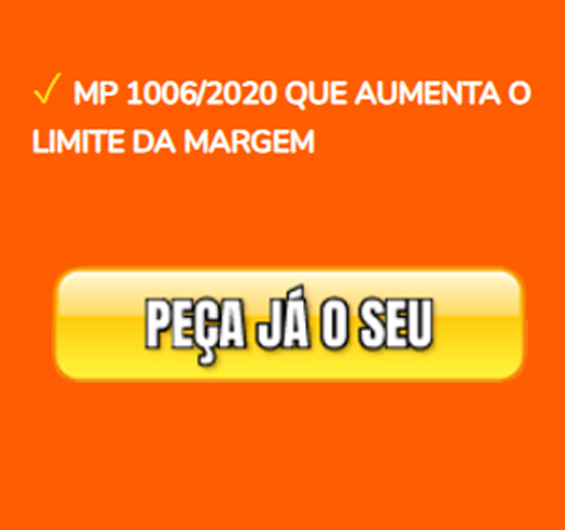 ✓ MP 1006/2020 QUE AUMENTA O
LIMITE DA MARGEM
PEÇA JÁ O SEU